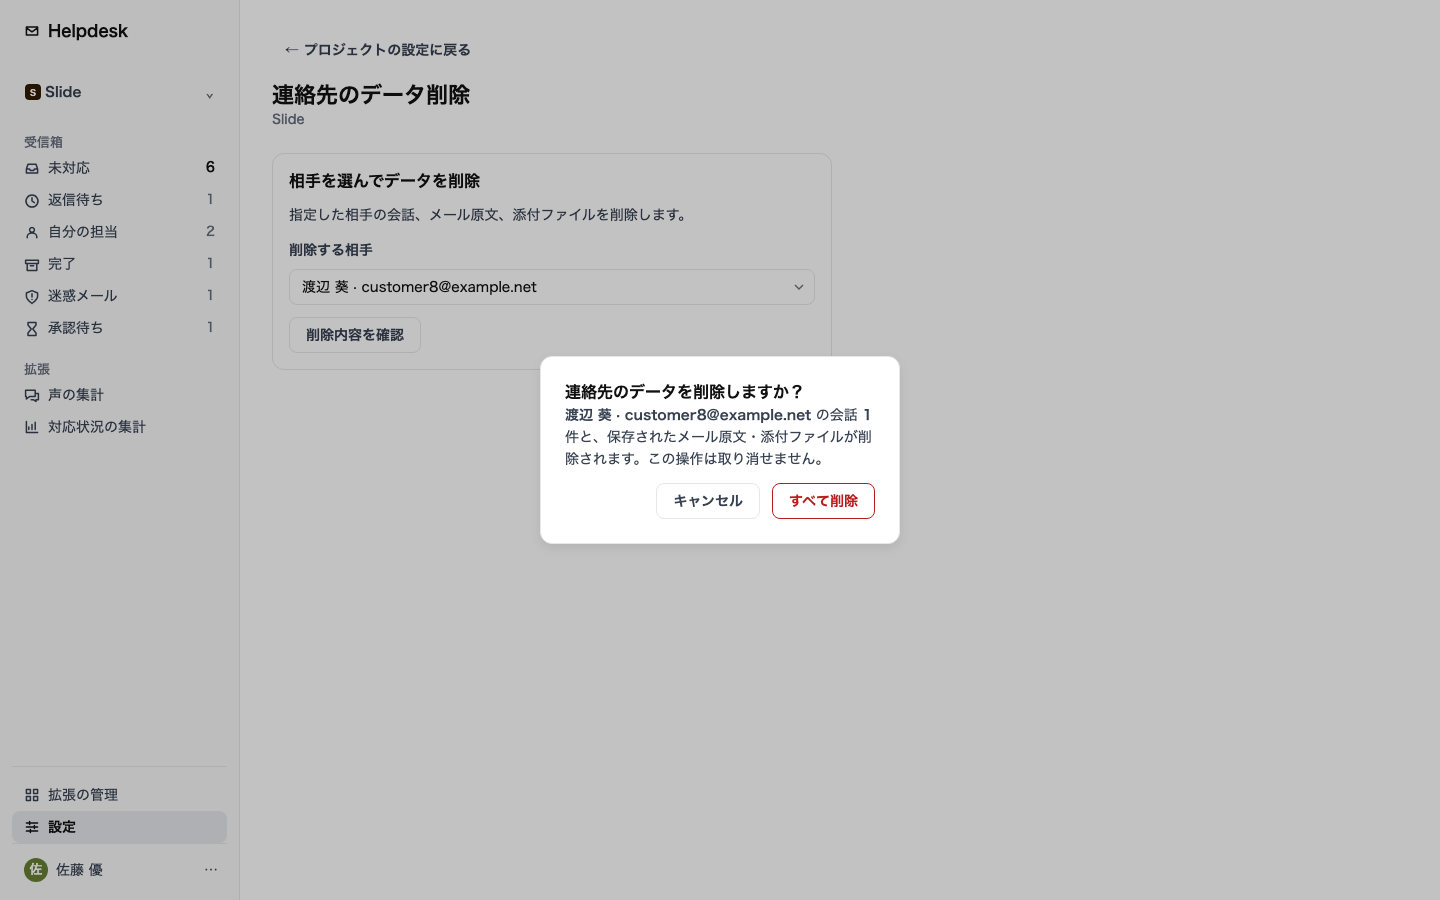 Helpdesk
S Slide
受信箱
未対応 6
返信待ち 1
自分の担当 2
完了 1
迷惑メール 1
承認待ち 1
拡張
声の集計
対応状況の集計
拡張の管理
設定
佐 佐藤 優 …
← プロジェクトの設定に戻る
連絡先のデータ削除
Slide
相手を選んでデータを削除
指定した相手の会話、メール原文、添付ファイルを削除します。
削除する相手
渡辺 葵 · customer8@example.net
削除内容を確認
連絡先のデータを削除しますか？
渡辺 葵 · customer8@example.net の会話 1
件と、保存されたメール原文・添付ファイルが削
除されます。この操作は取り消せません。
キャンセル
すべて削除